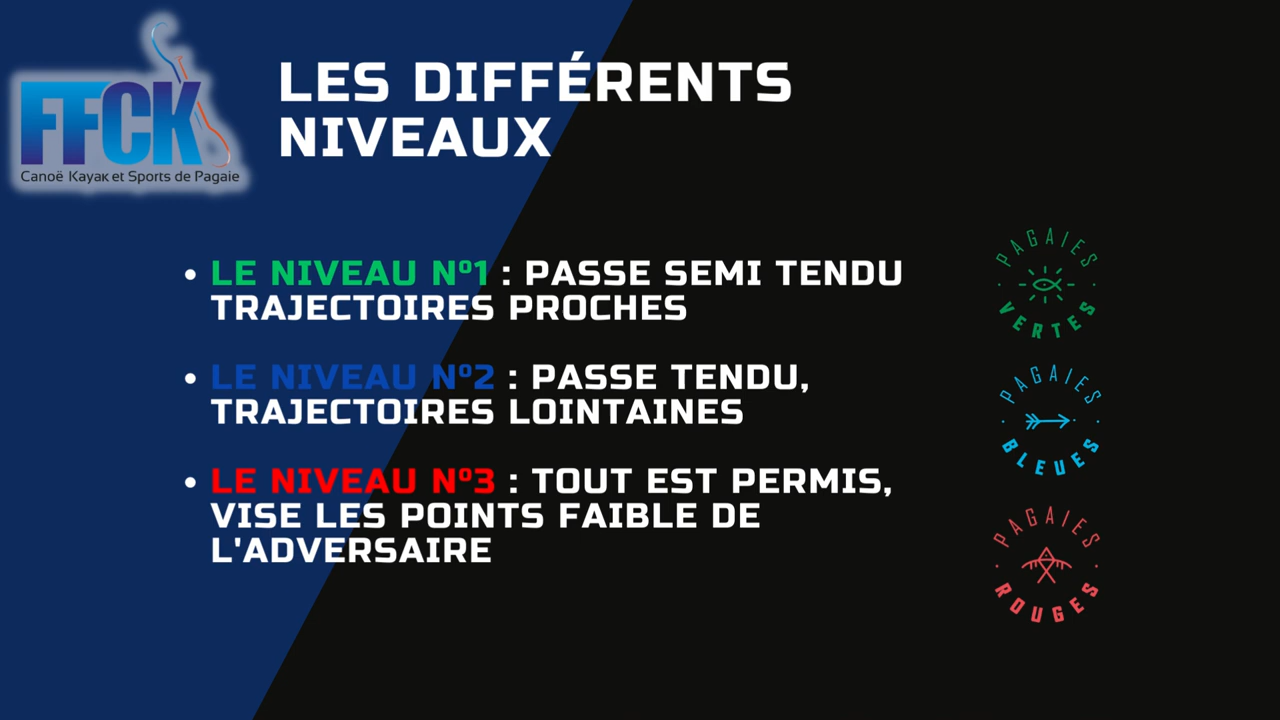 FFCK
Canoë Kayak et Sports de Pagaie
LES DIFFÉRENTS
NIVEAUX
• LE NIVEAU Nº1 : PASSE SEMI TENDU
TRAJECTOIRES PROCHES
• LE NIVEAU Nº2 : PASSE TENDU,
TRAJECTOIRES LOINTAINES
• LE NIVEAU Nº3 : TOUT EST PERMIS,
VISE LES POINTS FAIBLE DE
L'ADVERSAIRE
PAGAIES
VERTES
PAGAIES
BLEUES
PAGAIES
ROUGES